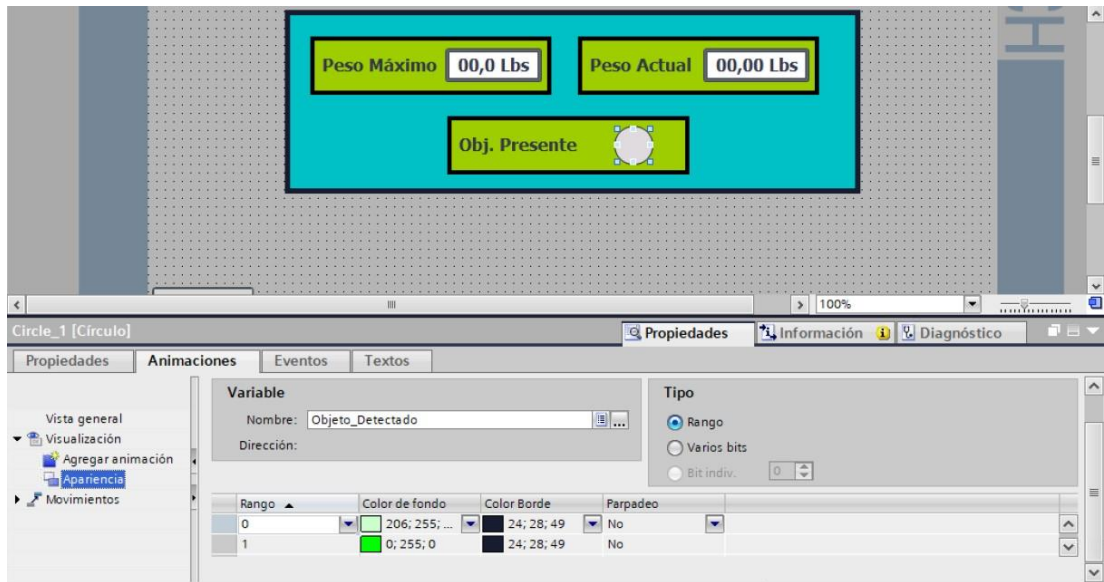 Peso Máximo 00,0 Lbs Peso Actual 00,00 Lbs
Obj. Presente
100%
Circle_1 [Círculo] Propiedades Información Diagnóstico
Propiedades Animaciones Eventos Textos
Vista general
Visualización
Agregar animación
Apariencia
Movimientos
Variable
Nombre: Objeto_Detectado
Dirección:
Tipo
Rango
Varios bits
Bit indiv. 0
Rango Color de fondo Color Borde Parpadeo
0 206; 255; ... 24; 28; 49 No
1 0; 255; 0 24; 28; 49 No